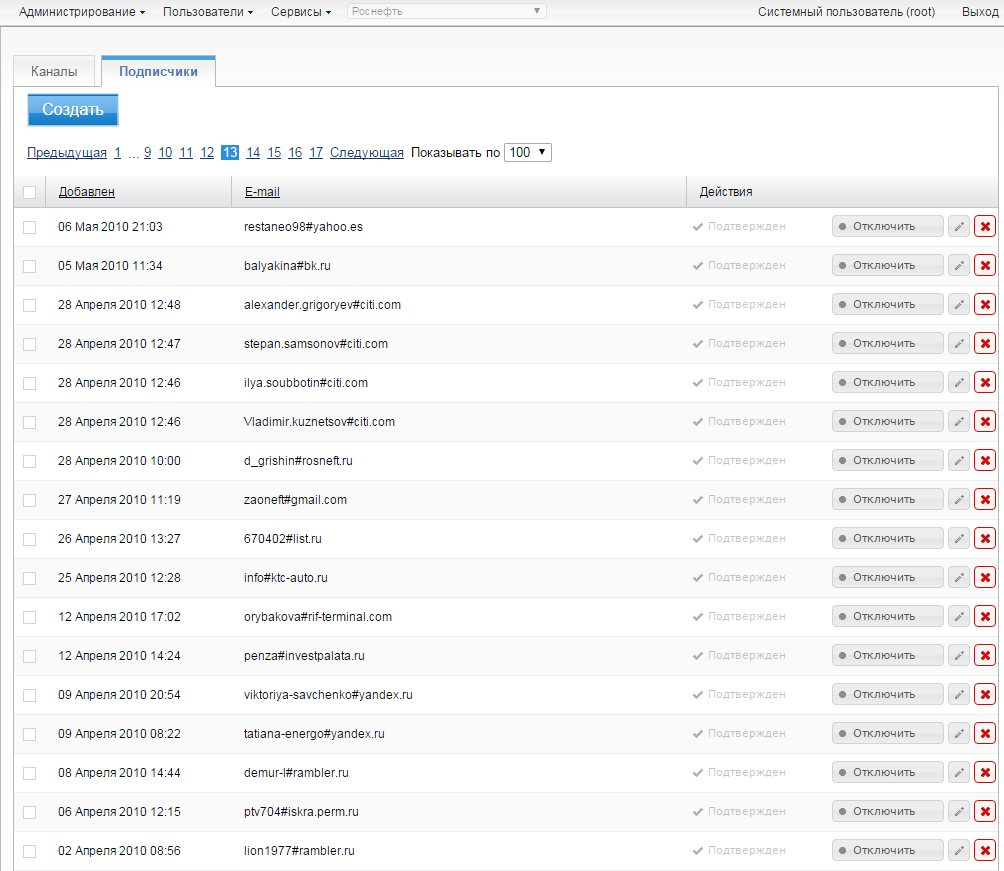 Администрирование Пользователи Сервисы Роснефть Системный пользователь (root) Выход
Каналы Подписчики
Создать
Предыдущая 1 ... 9 10 11 12 13 14 15 16 17 Следующая Показывать по 100
Добавлен E-mail Действия
06 Мая 2010 21:03 restaneo98#yahoo.es Подтвержден Отключить
05 Мая 2010 11:34 balyakina#bk.ru Подтвержден Отключить
28 Апреля 2010 12:48 alexander.grigoryev#citi.com Подтвержден Отключить
28 Апреля 2010 12:47 stepan.samsonov#citi.com Подтвержден Отключить
28 Апреля 2010 12:46 ilya.soubbotin#citi.com Подтвержден Отключить
28 Апреля 2010 12:46 Vladimir.kuznetsov#citi.com Подтвержден Отключить
28 Апреля 2010 10:00 d_grishin#rosneft.ru Подтвержден Отключить
27 Апреля 2010 11:19 zaoneft#gmail.com Подтвержден Отключить
26 Апреля 2010 13:27 670402#list.ru Подтвержден Отключить
25 Апреля 2010 12:28 info#ktc-auto.ru Подтвержден Отключить
12 Апреля 2010 17:02 orybakova#rif-terminal.com Подтвержден Отключить
12 Апреля 2010 14:24 penza#investpalata.ru Подтвержден Отключить
09 Апреля 2010 20:54 viktoriya-savchenko#yandex.ru Подтвержден Отключить
09 Апреля 2010 08:22 tatiana-energo#yandex.ru Подтвержден Отключить
08 Апреля 2010 14:44 demur-l#rambler.ru Подтвержден Отключить
06 Апреля 2010 12:15 ptv704#iskra.perm.ru Подтвержден Отключить
02 Апреля 2010 08:56 lion1977#rambler.ru Подтвержден Отключить